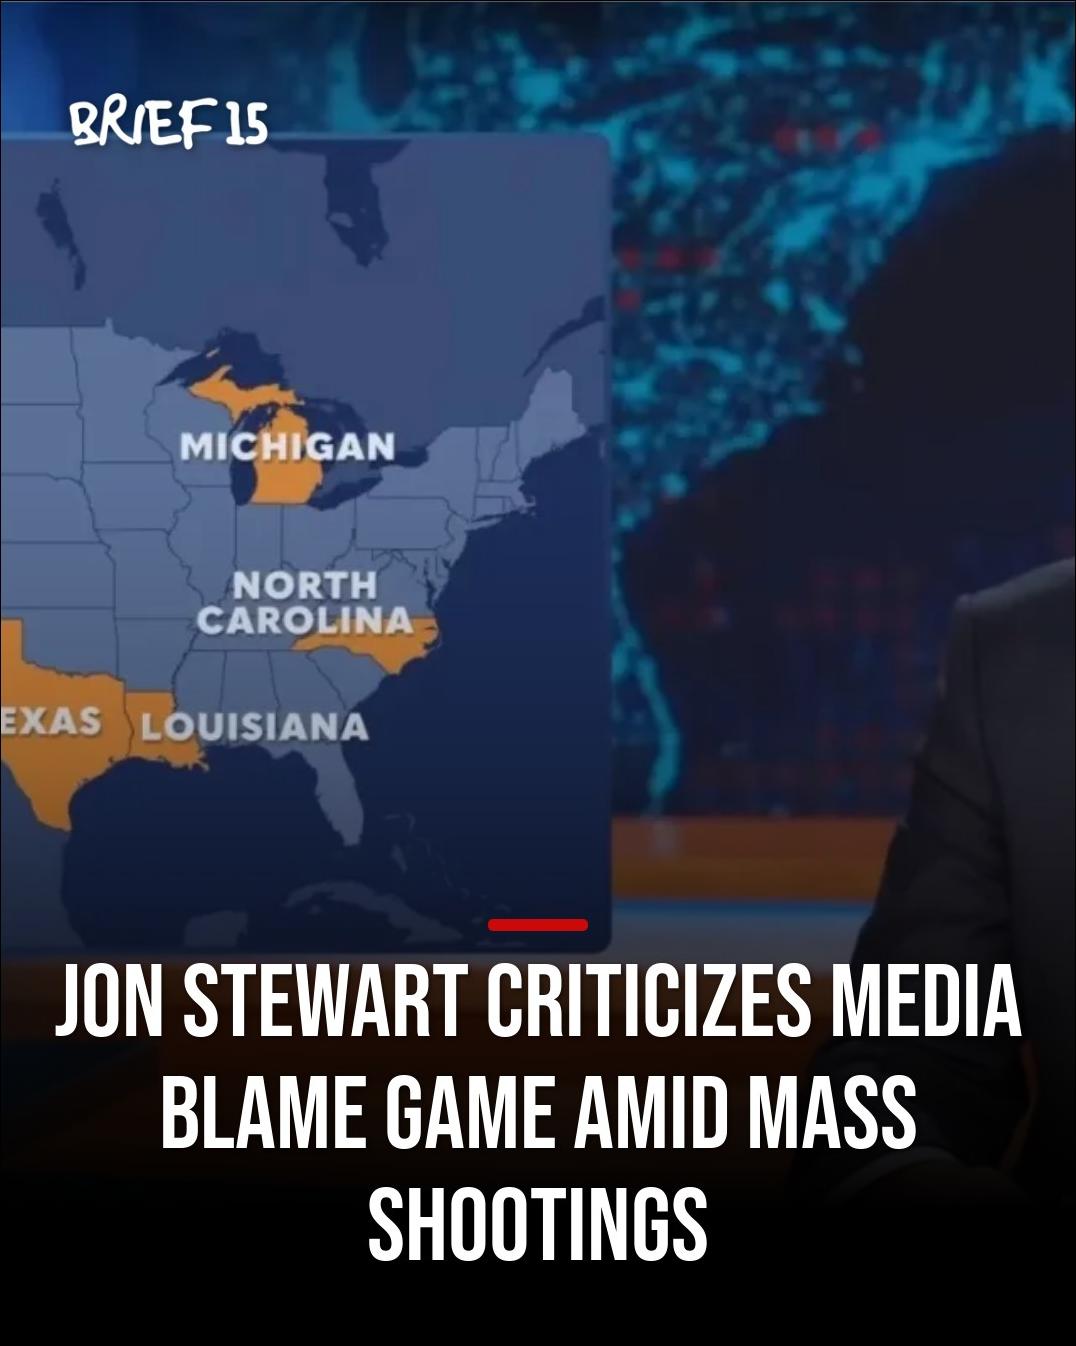 BRIEF 15
MICHIGAN
NORTH
CAROLINA
EXAS
LOUISIANA
JON STEWART CRITICIZES MEDIA
BLAME GAME AMID MASS
SHOOTINGS